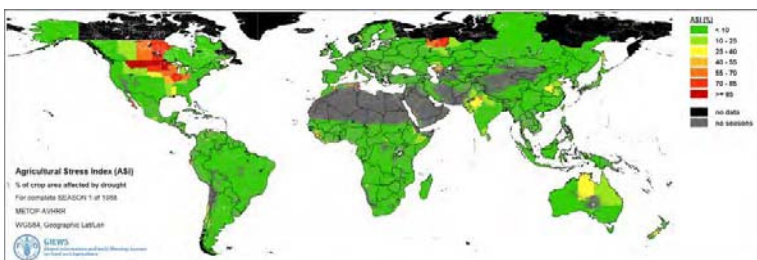 ASI (%)
< 10
10 - 25
25 - 40
40 - 55
55 - 70
70 - 85
>= 85
no data
no seasons
Agricultural Stress Index (ASI)
% of crop area affected by drought
For complete SEASON 1 of 1988
METOP-AVHRR
WGS84, Geographic Lat/Lon
GIEWS